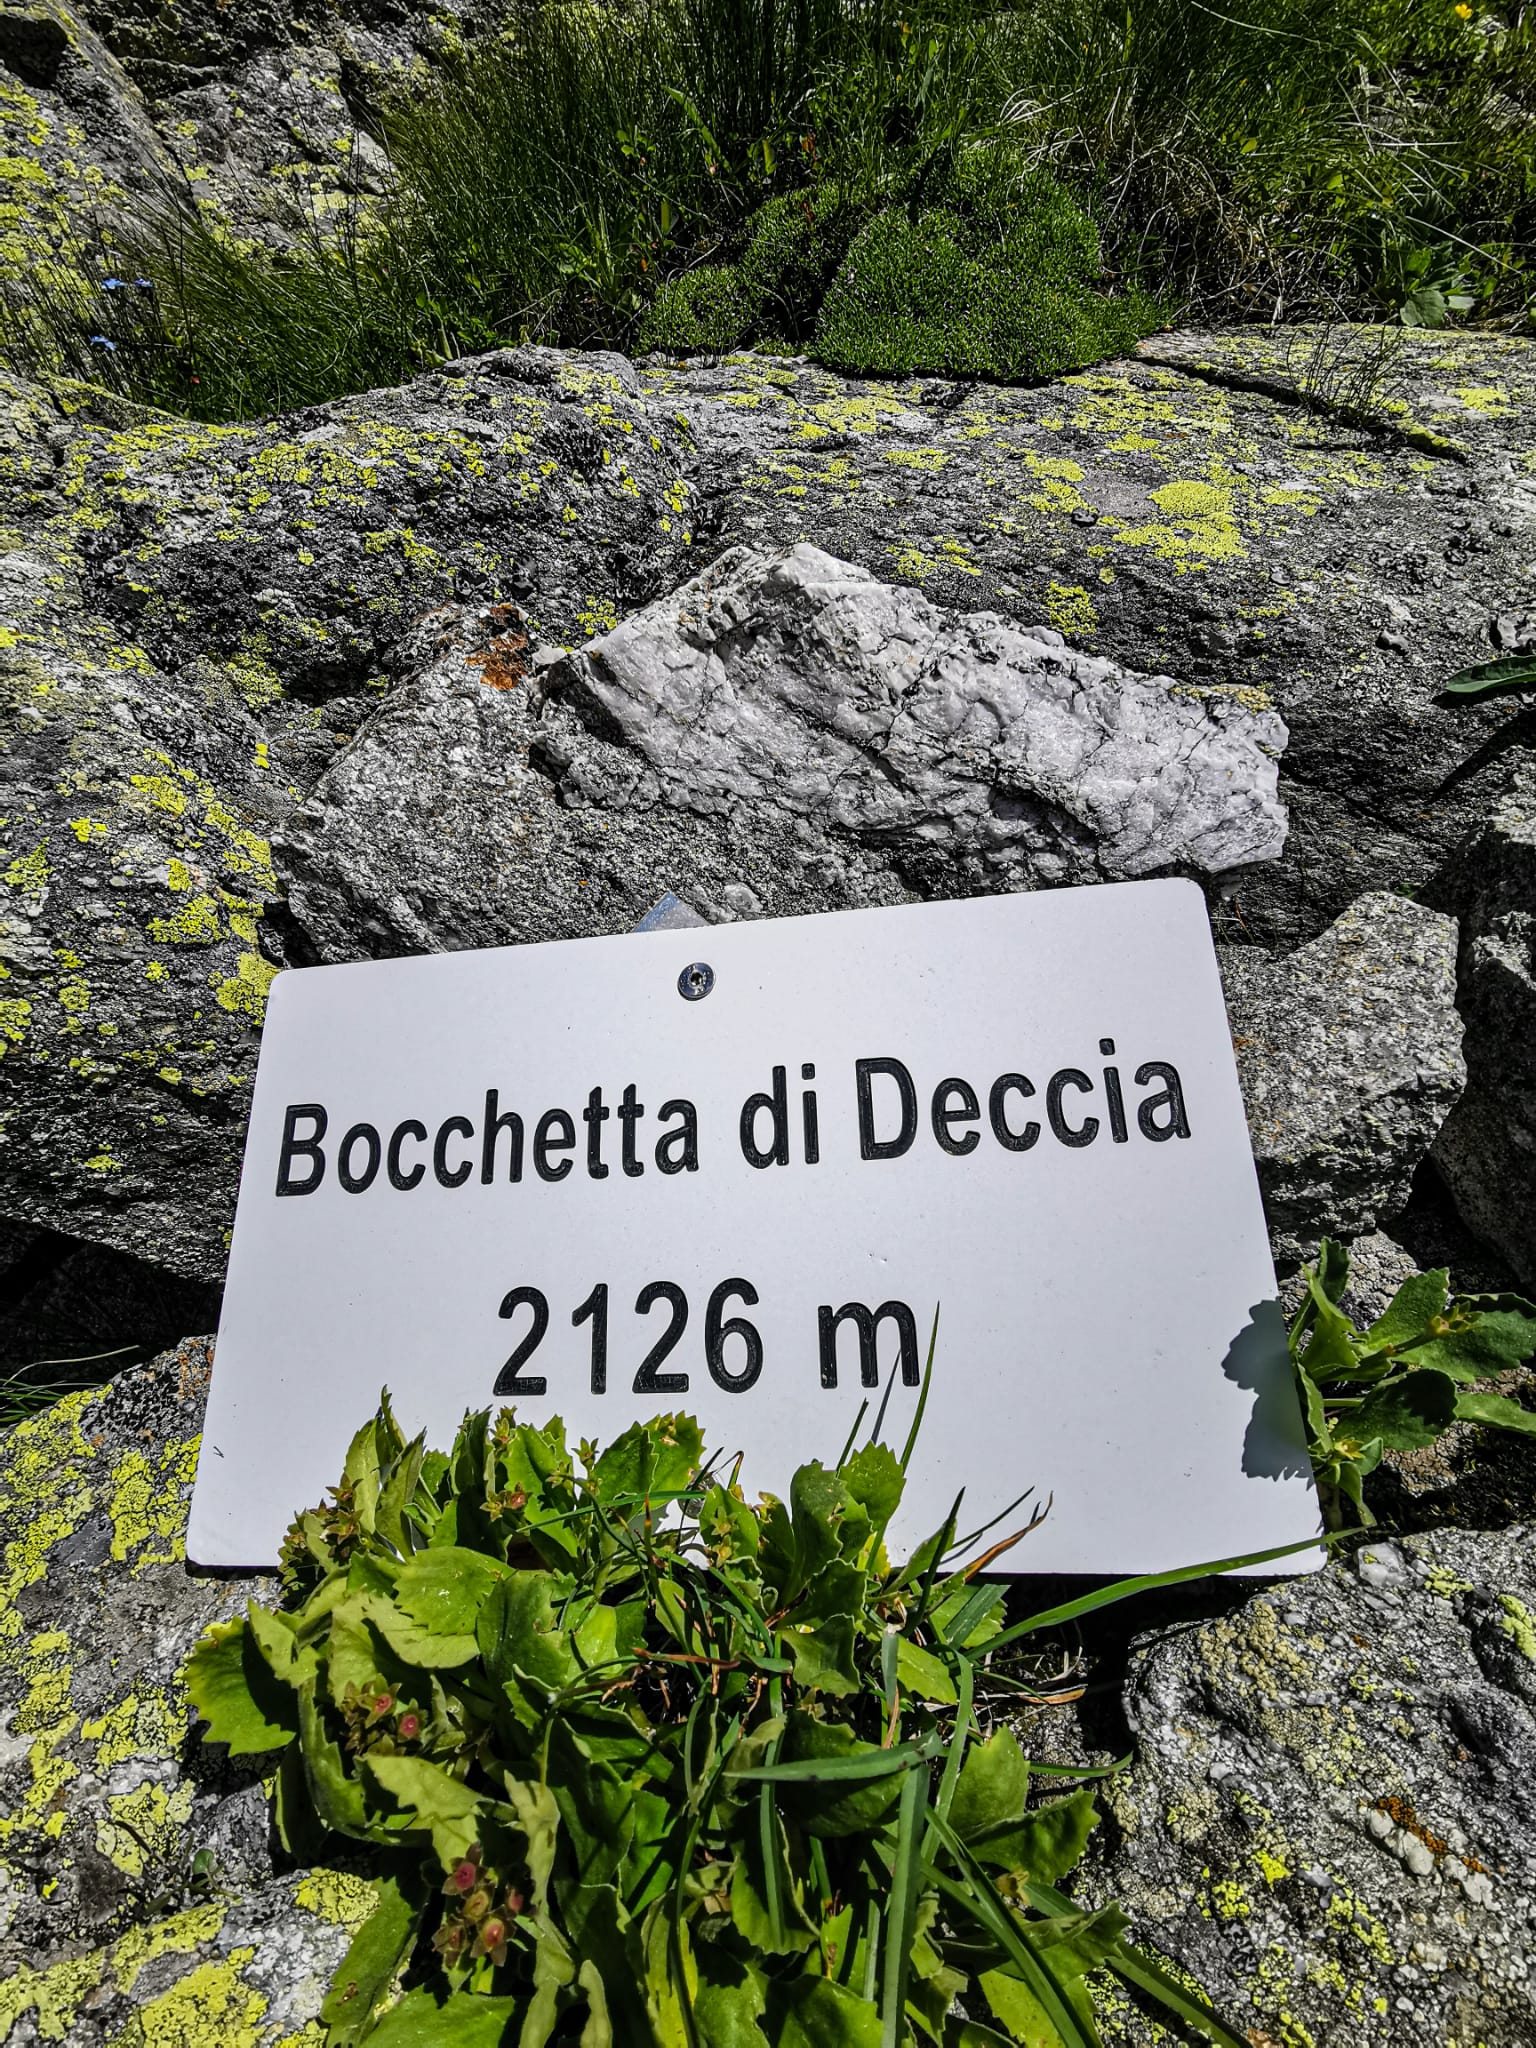 Bocchetta di Deccia
2126 m